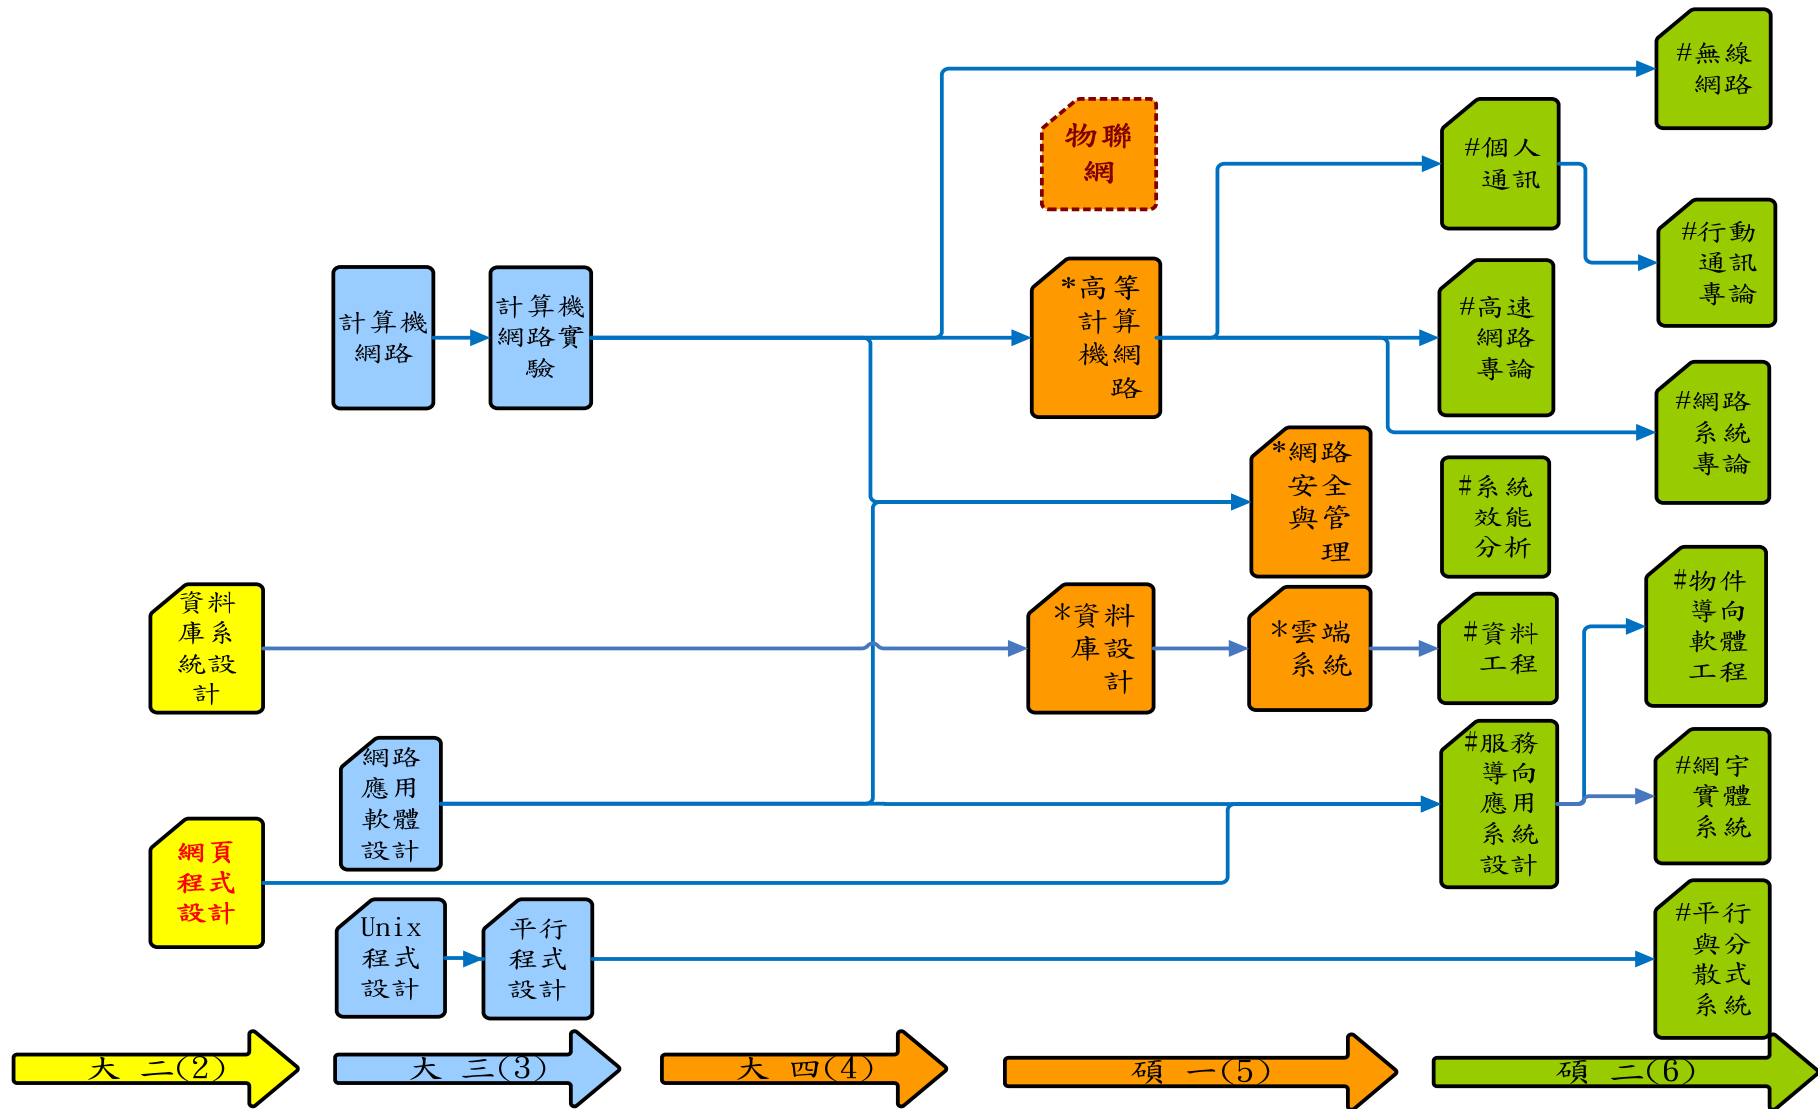 #無線
網路
物聯
網
#個人
通訊
#行動
通訊
專論
計算機
網路
計算機
網路實
驗
*高等
計算
機網
路
#高速
網路
專論
#網路
系統
專論
*網路
安全
與管
理
#系統
效能
分析
資料
庫系
統設
計
*資料
庫設
計
*雲端
系統
#資料
工程
#物件
導向
軟體
工程
網路
應用
軟體
設計
#服務
導向
應用
系統
設計
#網宇
實體
系統
網頁
程式
設計
Unix
程式
設計
平行
程式
設計
#平行
與分
散式
系統
大 二(2)
大 三(3)
大 四(4)
碩 一(5)
碩 二(6)